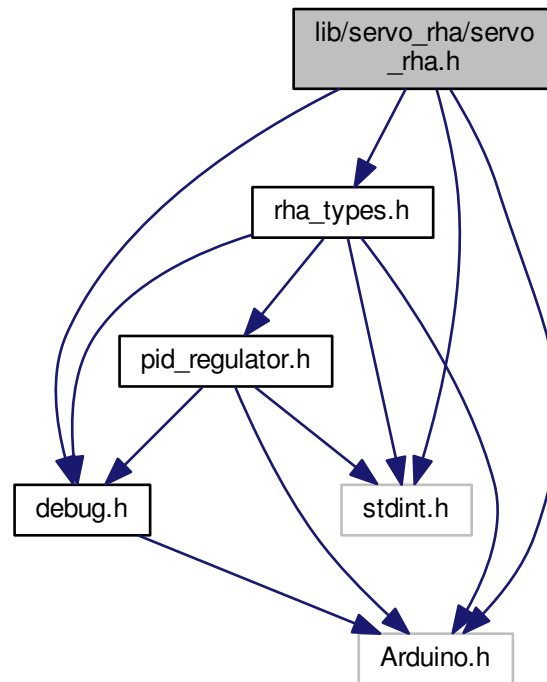 lib/servo_rha/servo
_rha.h
rha_types.h
pid_regulator.h
debug.h
stdint.h
Arduino.h